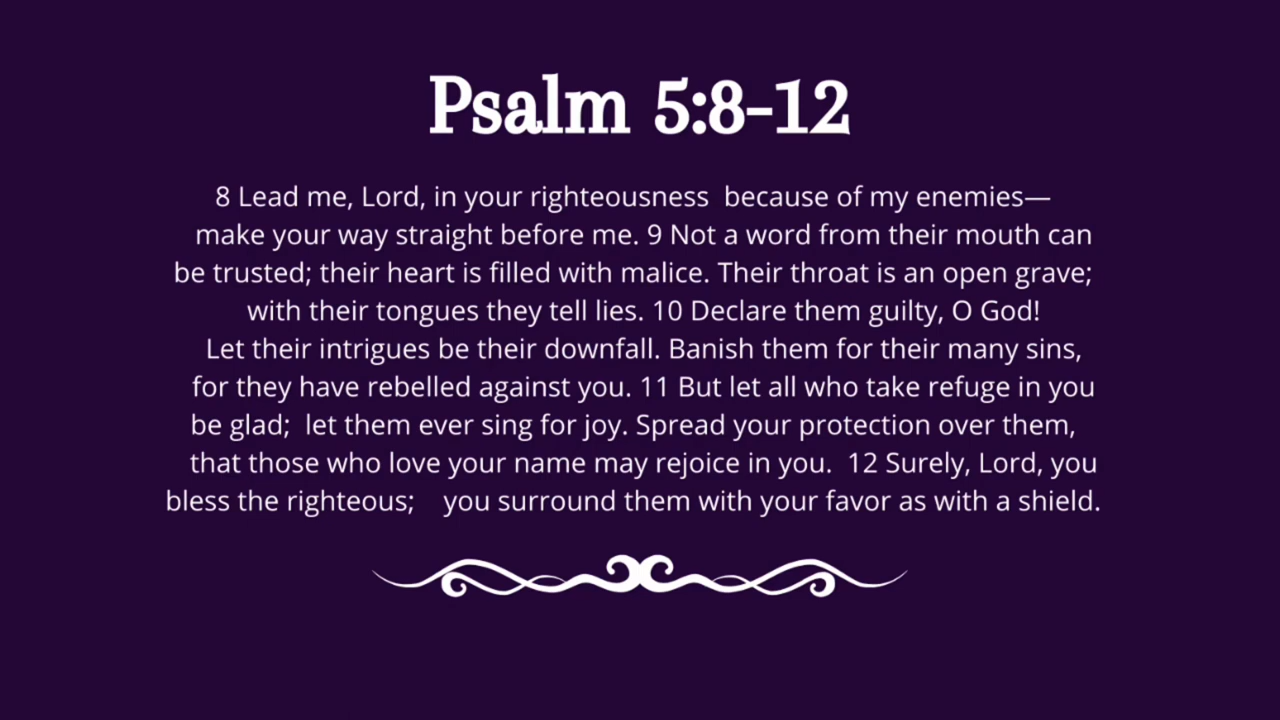 Psalm 5:8-12
8 Lead me, Lord, in your righteousness  because of my enemies—
make your way straight before me. 9 Not a word from their mouth can
be trusted; their heart is filled with malice. Their throat is an open grave;
with their tongues they tell lies. 10 Declare them guilty, O God!
Let their intrigues be their downfall. Banish them for their many sins,
for they have rebelled against you. 11 But let all who take refuge in you
be glad;  let them ever sing for joy. Spread your protection over them,
that those who love your name may rejoice in you.  12 Surely, Lord, you
bless the righteous;    you surround them with your favor as with a shield.